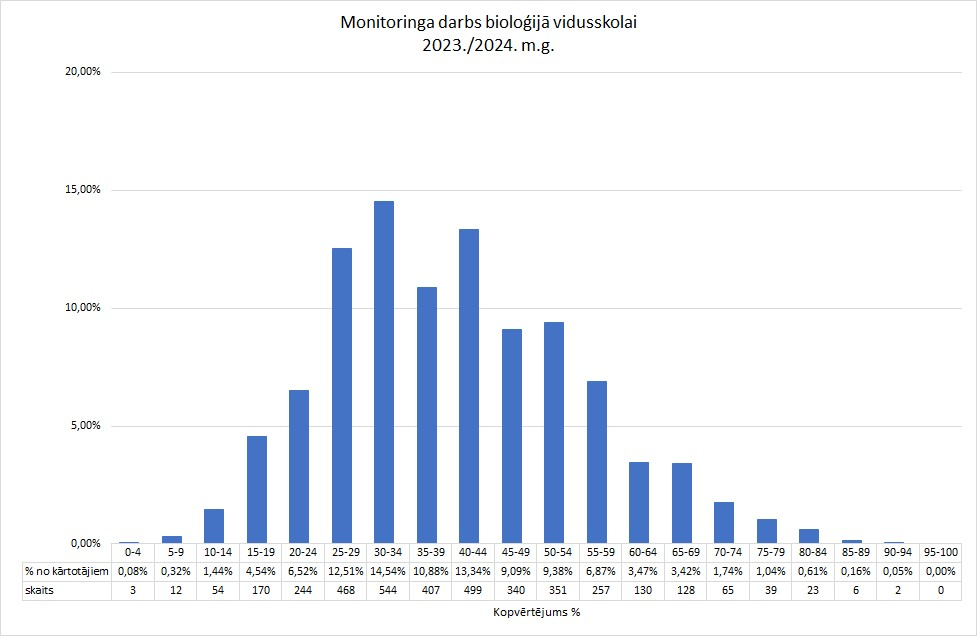 Monitoringa darbs bioloģijā vidusskolai
2023./2024. m.g.
20,00%
15,00%
10,00%
5,00%
0,00%
0-4 5-9 10-14 15-19 20-24 25-29 30-34 35-39 40-44 45-49 50-54 55-59 60-64 65-69 70-74 75-79 80-84 85-89 90-94 95-100
% no kārtotājiem 0,08% 0,32% 1,44% 4,54% 6,52% 12,51% 14,54% 10,88% 13,34% 9,09% 9,38% 6,87% 3,47% 3,42% 1,74% 1,04% 0,61% 0,16% 0,05% 0,00%
skaits 3 12 54 170 244 468 544 407 499 340 351 257 130 128 65 39 23 6 2 0
Kopvērtējums %